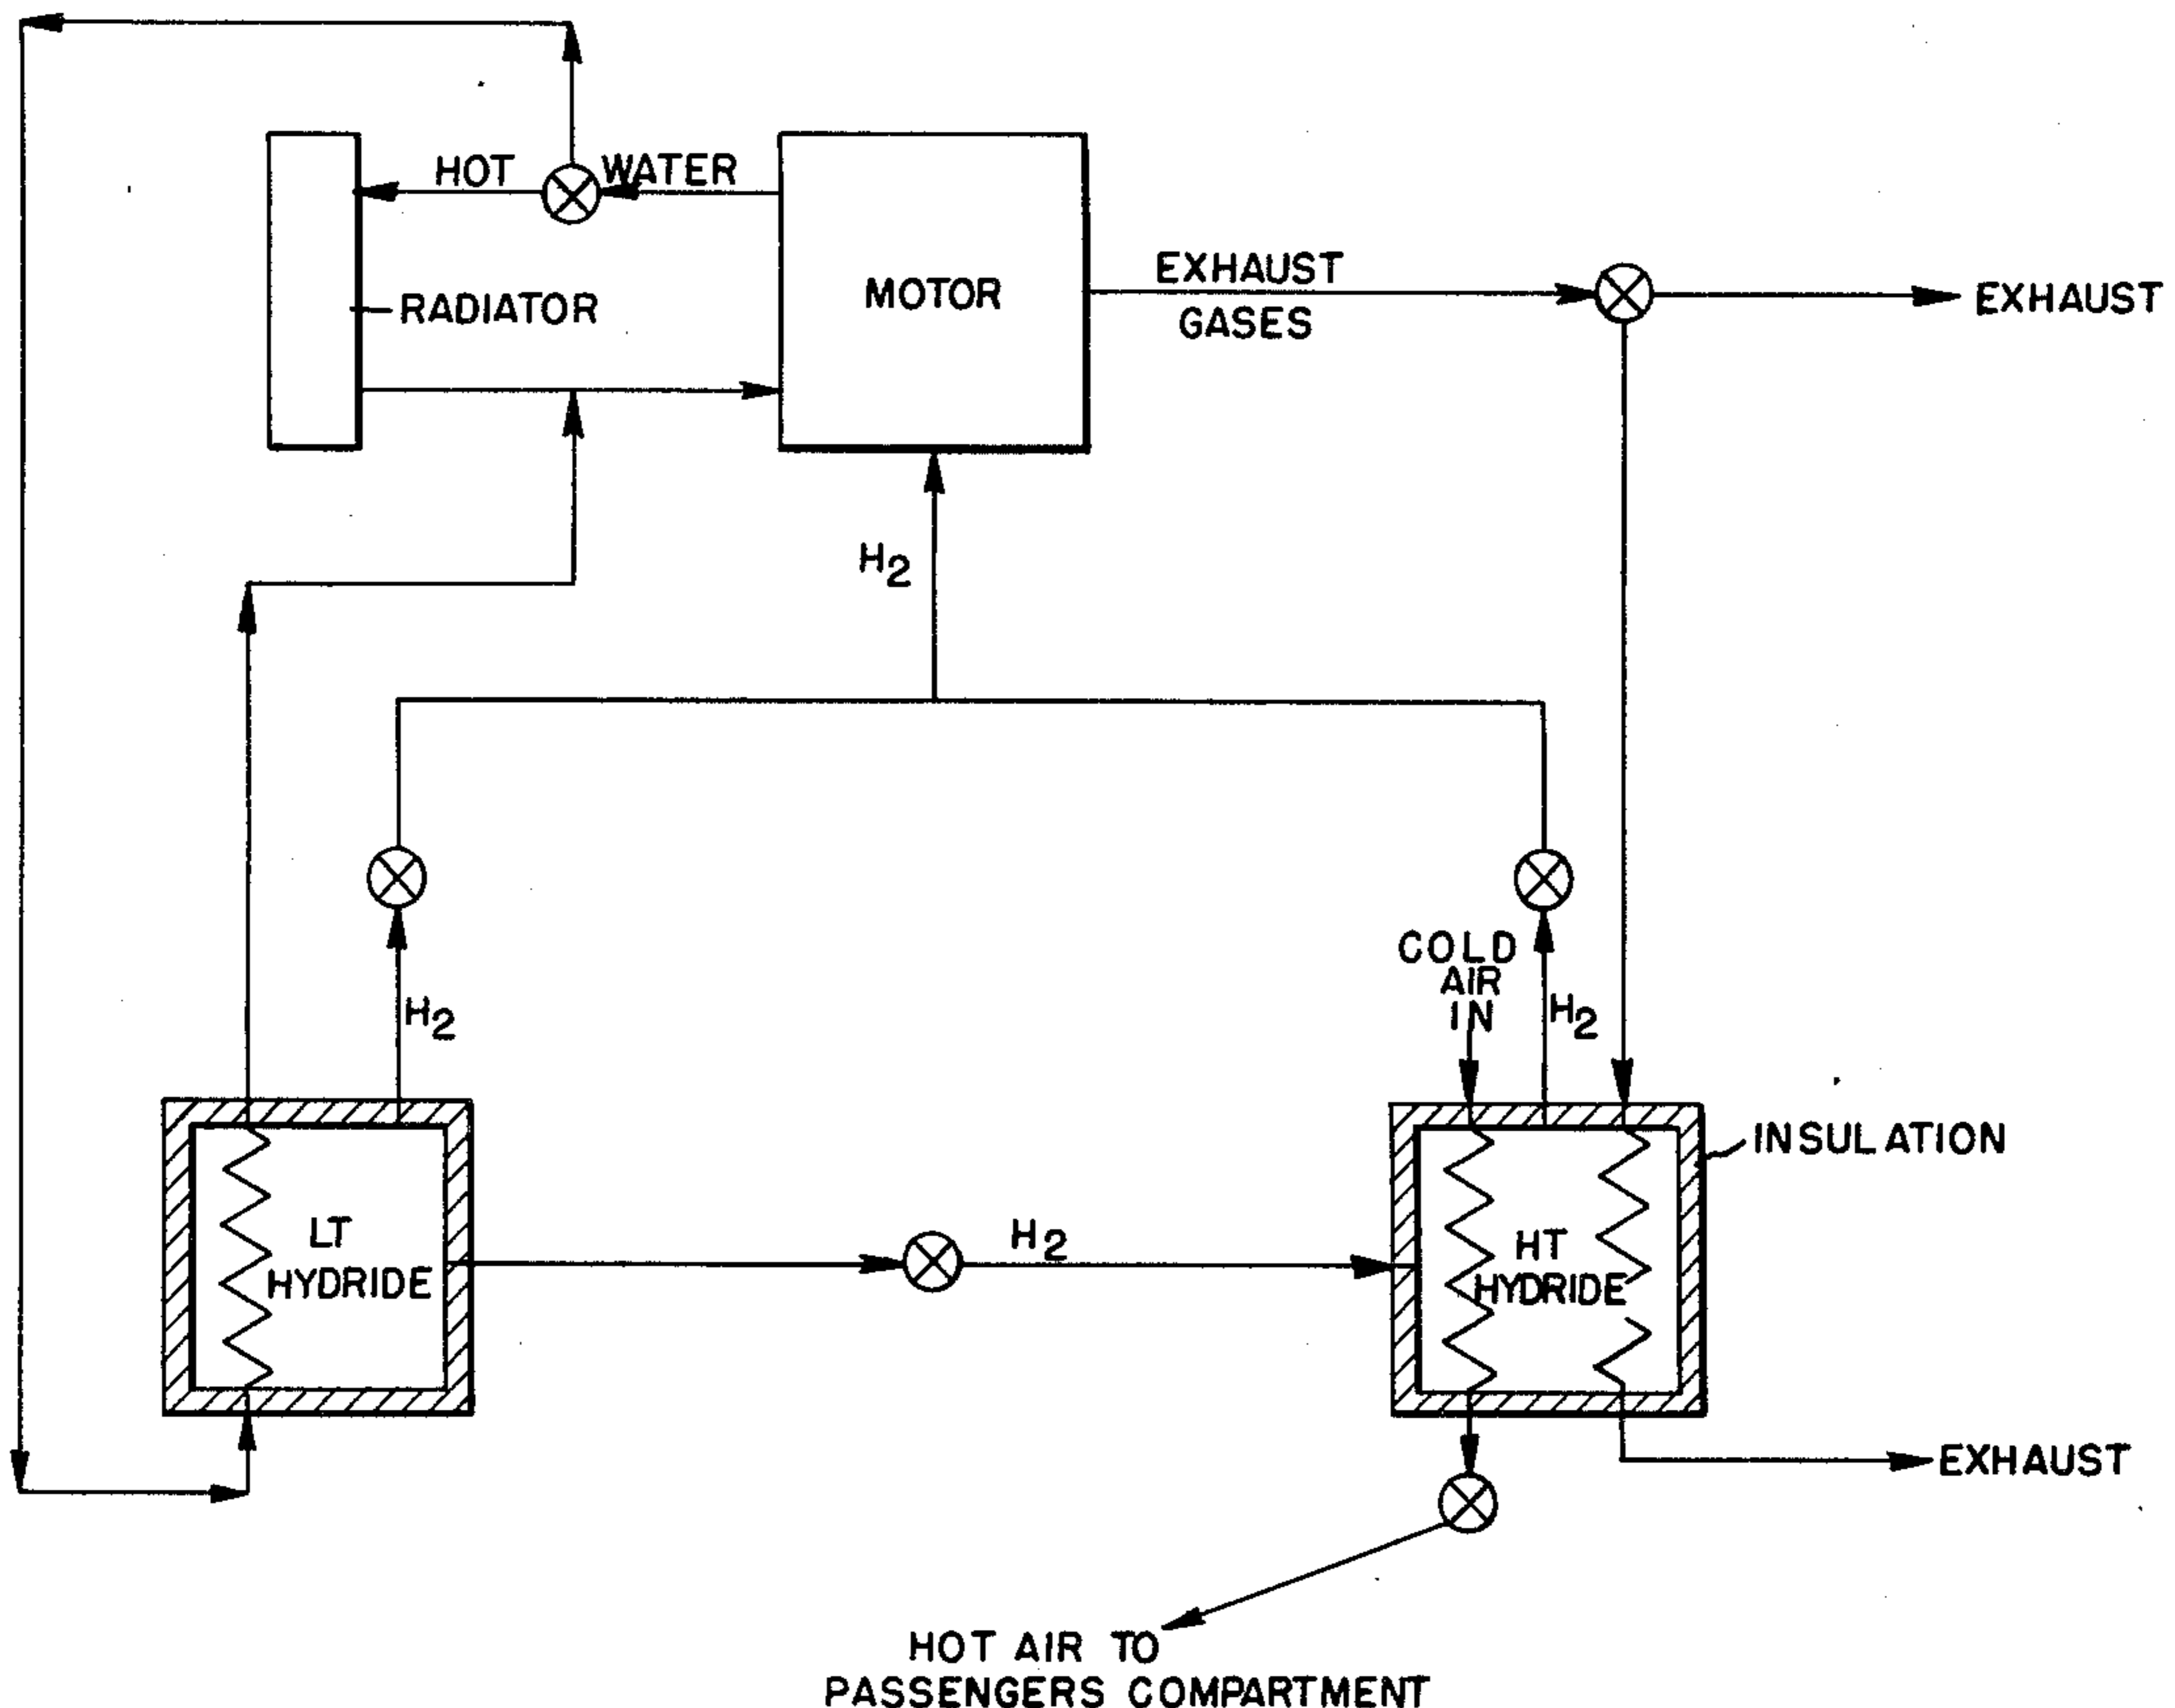 HOT WATER
EXHAUST
GASES
MOTOR
EXHAUST
RADIATOR
H2
COLD
AIR
IN
H2
H2
INSULATION
LT
HYDRIDE
H2
HT
HYDRIDE
EXHAUST
HOT AIR TO
PASSENGERS COMPARTMENT